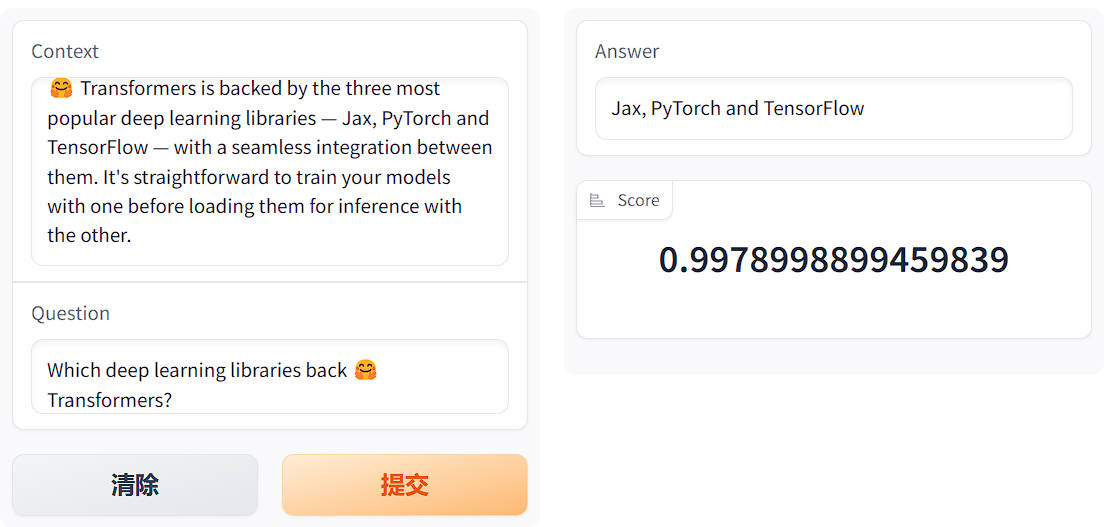 Context
🤗 Transformers is backed by the three most
popular deep learning libraries — Jax, PyTorch and
TensorFlow — with a seamless integration between
them. It's straightforward to train your models
with one before loading them for inference with
the other.
Question
Which deep learning libraries back 🤗
Transformers?
清除
提交
Answer
Jax, PyTorch and TensorFlow
Score
0.9978998899459839